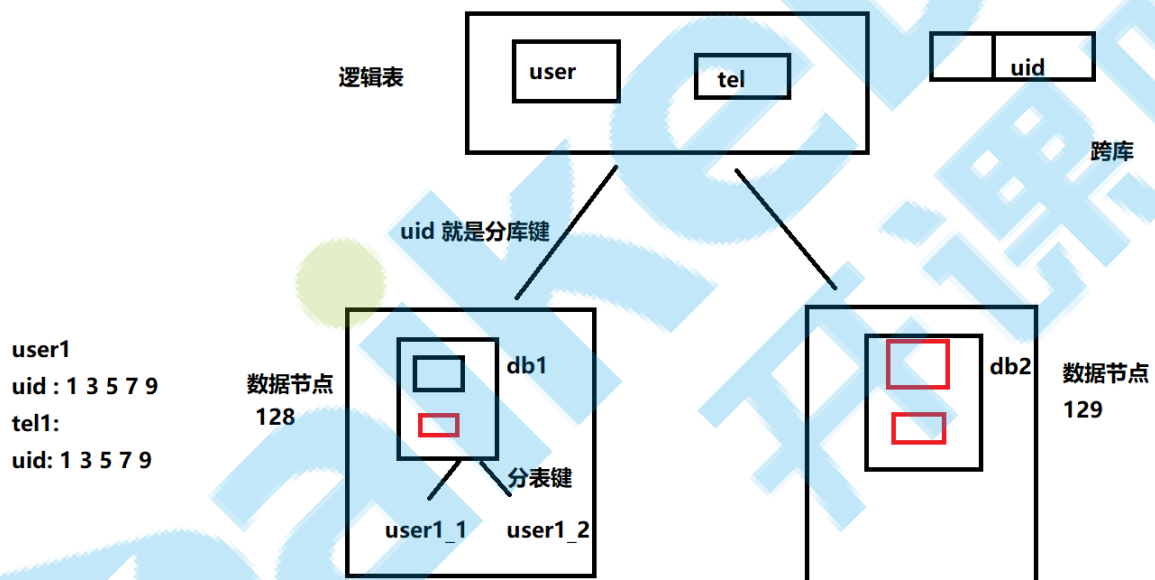 逻辑表
user
tel
uid
跨库
uid 就是分库键
user1
uid : 1 3 5 7 9
tel1:
uid: 1 3 5 7 9
数据节点
128
db1
分表键
user1_1
user1_2
db2
数据节点
129
开课